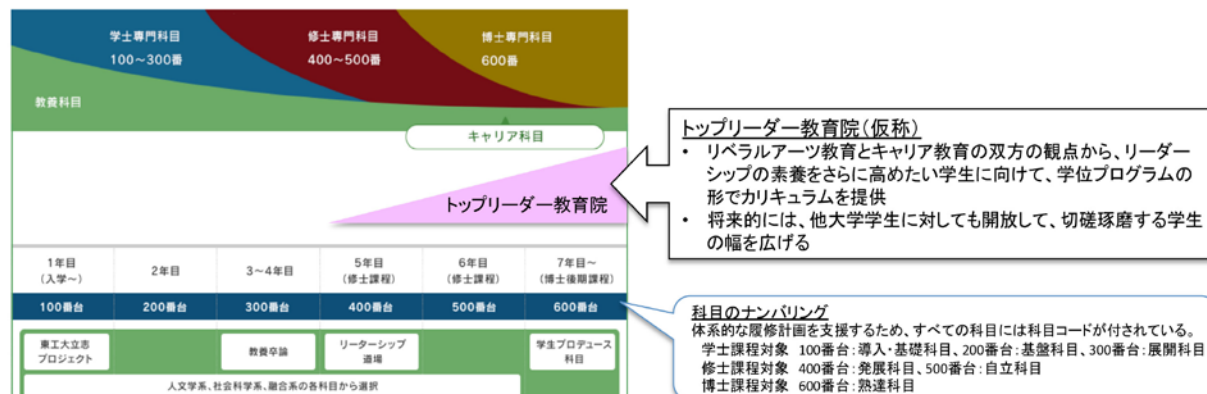 学士専門科目
100～300番
修士専門科目
400～500番
博士専門科目
600番
教養科目
キャリア科目
トップリーダー教育院
1年目
(入学～)
2年目
3～4年目
5年目
(修士課程)
6年目
(修士課程)
7年目～
(博士後期課程)
100番台
200番台
300番台
400番台
500番台
600番台
東工大立志
プロジェクト
教養卒論
リーダーシップ
道場
学生プロデュース
科目
人文学系、社会科学系、融合系の各科目から選択
トップリーダー教育院(仮称)
• リベラルアーツ教育とキャリア教育の双方の観点から、リーダー
シップの素養をさらに高めたい学生に向けて、学位プログラムの
形でカリキュラムを提供
• 将来的には、他大学学生に対しても開放して、切磋琢磨する学生
の幅を広げる
科目のナンバリング
体系的な履修計画を支援するため、すべての科目には科目コードが付されている。
学士課程対象 100番台:導入・基礎科目、200番台:基盤科目、300番台:展開科目
修士課程対象 400番台:発展科目、500番台:自立科目
博士課程対象 600番台:熟達科目